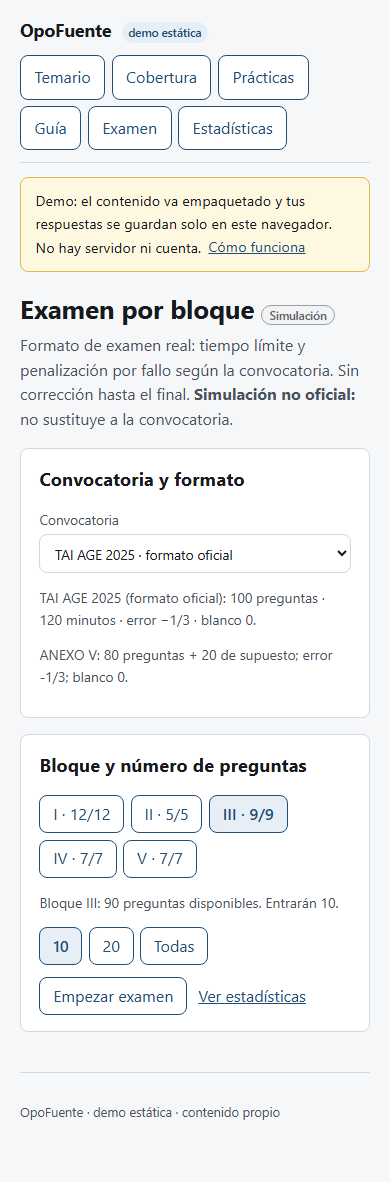 OpoFuente demo estática
Temario Cobertura Prácticas
Guía Examen Estadísticas
Demo: el contenido va empaquetado y tus
respuestas se guardan solo en este navegador.
No hay servidor ni cuenta. Cómo funciona
Examen por bloque Simulación
Formato de examen real: tiempo límite y
penalización por fallo según la convocatoria. Sin
corrección hasta el final. Simulación no oficial:
no sustituye a la convocatoria.
Convocatoria y formato
Convocatoria
TAI AGE 2025 · formato oficial
TAI AGE 2025 (formato oficial): 100 preguntas ·
120 minutos · error −1/3 · blanco 0.
ANEXO V: 80 preguntas + 20 de supuesto; error
-1/3; blanco 0.
Bloque y número de preguntas
I · 12/12 II · 5/5 III · 9/9
IV · 7/7 V · 7/7
Bloque III: 90 preguntas disponibles. Entrarán 10.
10 20 Todas
Empezar examen Ver estadísticas
OpoFuente · demo estática · contenido propio